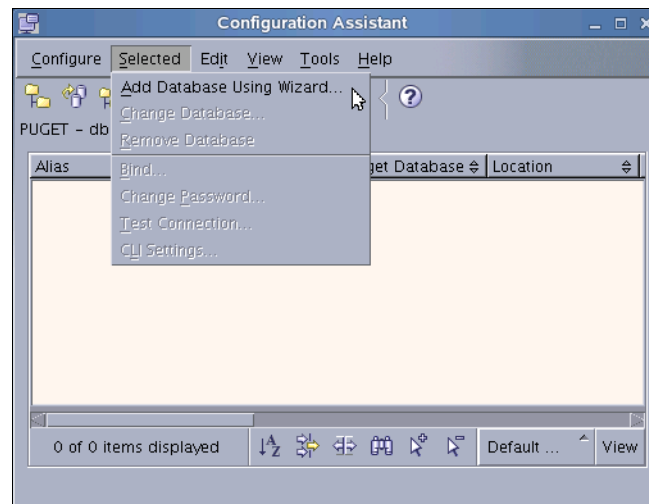 Configuration Assistant
Configure Selected Edit View Tools Help
Add Database Using Wizard...
Change Database...
PUGET - db
Remove Database
Alias get Database Location
Bind...
Change Password...
Test Connection...
CLI Settings...
0 of 0 items displayed Default ... View